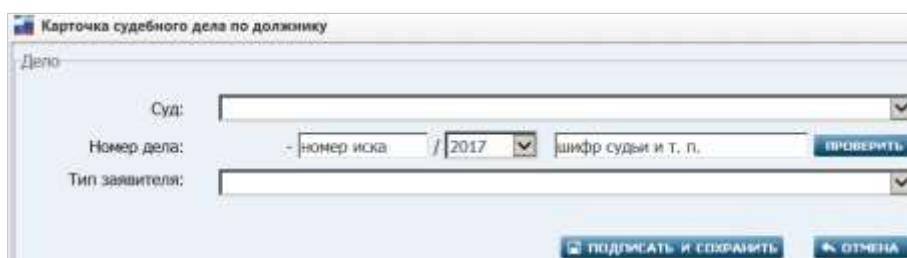 Карточка судебного дела по должнику
Дело
Суд:
Номер дела: - номер иска / 2017 шифр судьи и т. п. ПРОВЕРИТЬ
Тип заявителя:
ПОДПИСАТЬ И СОХРАНИТЬ ОТМЕНА